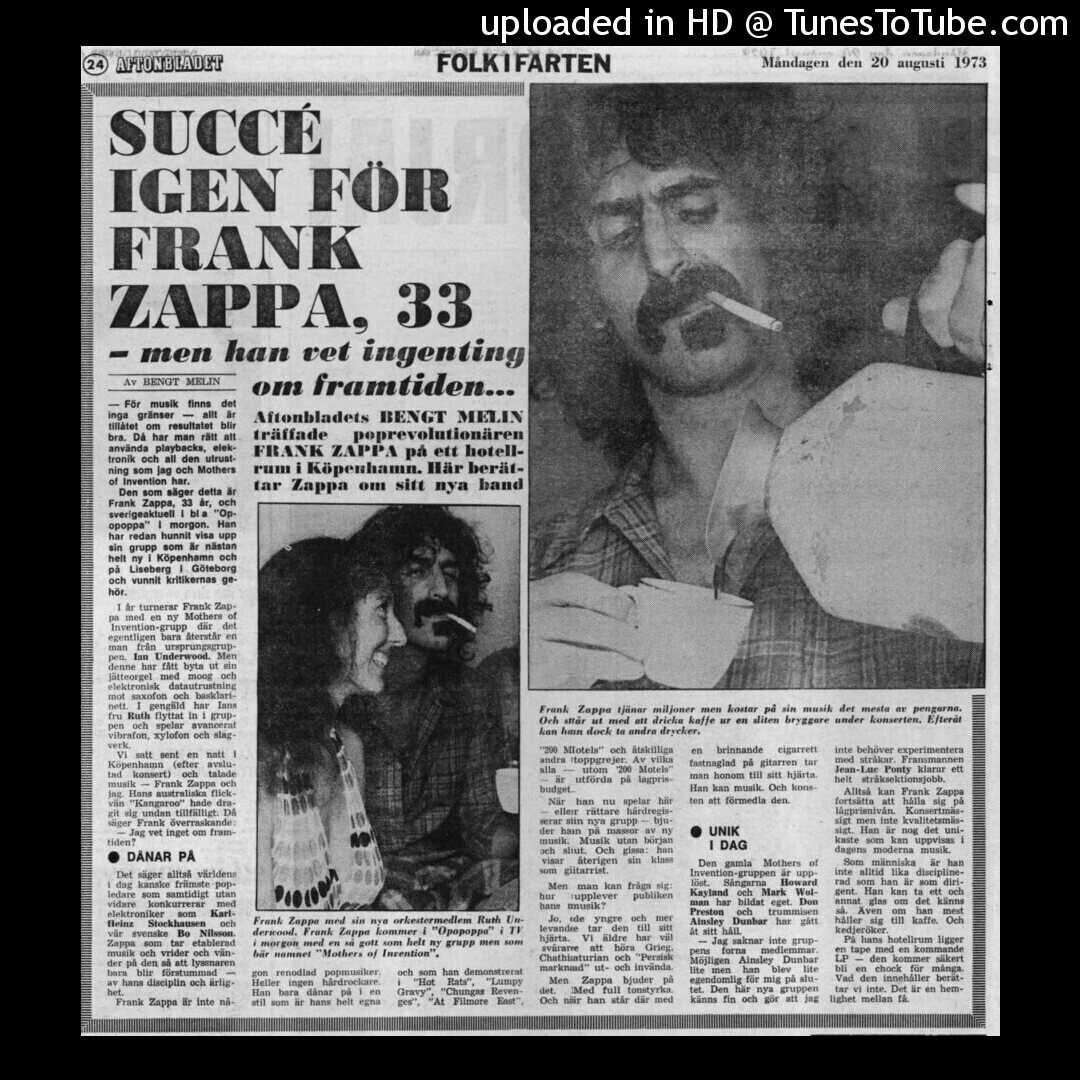 uploaded in HD @ TunesToTube.com
24 AFTONBLADET
FOLK I FARTEN
Måndagen den 20 augusti 1973
SUCCÉ
IGEN FÖR
FRANK
ZAPPA, 33
– men han vet ingenting
om framtiden...
Av BENGT MELIN
Aftonbladets BENGT MELIN
träffade poprevolutionären
FRANK ZAPPA på ett hotell-
rum i Köpenhamn. Här berät-
tar Zappa om sitt nya band
— För musik finns det
inga gränser — allt är
tillåtet om resultatet blir
bra. Då har man rätt att
använda playbacks, elek-
tronik och all den utrust-
ning som jag och Mothers
of Invention har.
Den som säger detta är
Frank Zappa, 33 år, och
sverigeaktuell i bl a "Op-
opoppa" i morgon. Han
har redan hunnit visa upp
sin grupp som är nästan
helt ny i Köpenhamn och
på Liseberg i Göteborg
och vunnit kritikernas ge-
hör.
I år turnerar Frank Zap-
pa med en ny Mothers of
Invention-grupp där det
egentligen bara återstår en
man från ursprungsgrup-
pen, Ian Underwood. Men
denne har fått byta ut sin
jätteorgel med moog och
elektronisk datautrustning
mot saxofon och basklari-
nett. I gengäld har Ians
fru Ruth flyttat in i grup-
pen och spelar avancerat
vibrafon, xylofon och slag-
verk.
Vi satt sent en natt i
Köpenhamn (efter avslu-
tad konsert) och talade
musik — Frank Zappa och
jag. Hans australiska flick-
vän "Kangaroo" hade dra-
git sig undan tillfälligt. Då
säger Frank överraskande:
— Jag vet inget om fram-
tiden?
● DÅNAR PÅ
Det säger alltså världens
i dag kanske främste pop-
ledare som samtidigt utan
vidare konkurrerar med
elektroniker som Karl-
Heinz Stockhausen och
vår svenske Bo Nilsson.
Zappa som tar etablerad
musik och vrider och vän-
der på den så att lyssnaren
bara blir förstummad —
av hans disciplin och ärlig-
het.
Frank Zappa är inte nå-
Frank Zappa med sin nya orkestermedlem Ruth Un-
derwood. Frank Zappa kommer i "Opopoppa" i TV
i morgon med en så gott som helt ny grupp men som
bär namnet "Mothers of Invention".
gon renodlad popmusiker.
Heller ingen hårdrockare.
Han bara dånar på i en
stil som är hans helt egna
och som han demonstrerat
i "Hot Rats", "Lumpy
Gravy", "Chungas Reven-
ges", "At Filmore East",
Frank Zappa tjänar miljoner men kostar på sin musik det mesta av pengarna.
Och står ut med att dricka kaffe ur en sliten bryggare under konserten. Efteråt
kan han dock ta andra drycker.
"200 Motels" och åtskilliga
andra toppgrejer. Av vilka
alla — utom "200 Motels"
— är utförda på lågpris-
budget.
När han nu spelar här
— eller rättare hårdregis-
serar sin nya grupp — bju-
der han på massor av ny
musik. Musik utan början
och slut. Och gissa: han
visar återigen sin klass
som gitarrist.
Men man kan fråga sig:
hur upplever publiken
hans musik?
Jo, de yngre och mer
levande tar den till sitt
hjärta. Vi äldre har väl
svårare att höra Grieg,
Chathiaturian och "Persisk
marknad" ut- och invända.
Men Zappa bjuder på
det. Med full tonstyrka.
Och när han står där med
en brinnande cigarrett
fastnaglad på gitarren tar
man honom till sitt hjärta.
Han kan musik. Och kons-
ten att förmedla den.
● UNIK
I DAG
Den gamla Mothers of
Invention-gruppen är upp-
löst. Sångarna Howard
Kayland och Mark Wol-
man har bildat eget. Don
Preston och trummisen
Ainsley Dunbar har gått
åt sitt håll.
— Jag saknar inte grup-
pens forna medlemmar.
Möjligen Ainsley Dunbar
lite men han blev lite
egendomlig för mig på slu-
tet. Den här nya gruppen
känns fin och gör att jag
inte behöver experimentera
med stråkar. Fransmannen
Jean-Luc Ponty klarar ett
helt stråksektionsjobb.
Alltså kan Frank Zappa
fortsätta att hålla sig på
lågprisnivån. Konsertmäs-
sigt men inte kvalitetsmäs-
sigt. Han är nog det uni-
kaste som kan uppvisas i
dagens moderna musik.
Som människa är han
inte alltid lika discipline-
rad som han är som diri-
gent. Han kan ta ett och
annat glas om det känns
så. Även om han mest
håller sig till kaffe. Och
kedjeröker.
På hans hotellrum ligger
en tape med en kommande
LP — den kommer säkert
bli en chock för många.
Vad den innehåller berät-
tar vi inte. Det är en hem-
lighet mellan få.